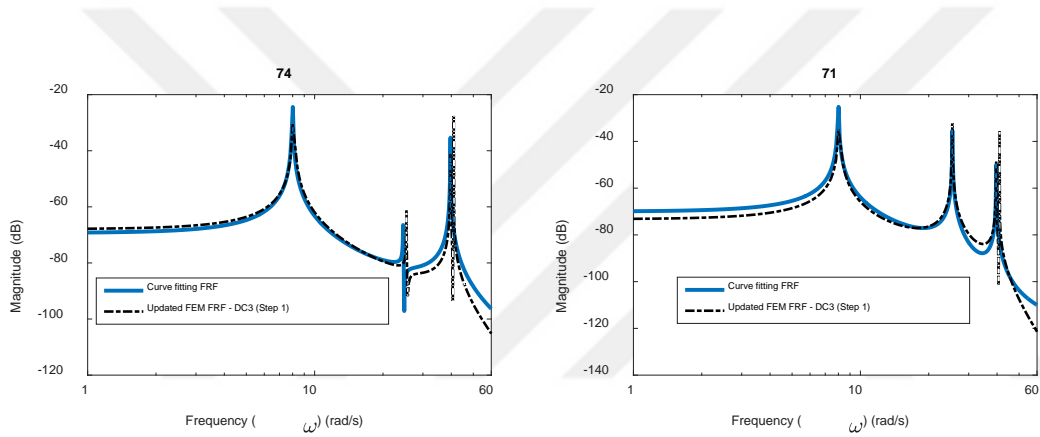 74
-20
-40
-60
-80
-100
-120
Magnitude (dB)
Curve fitting FRF
Updated FEM FRF - DC3 (Step 1)
1
10
60
Frequency ( ω) (rad/s)
71
-20
-40
-60
-80
-100
-120
-140
Magnitude (dB)
Curve fitting FRF
Updated FEM FRF - DC3 (Step 1)
1
10
60
Frequency ( ω) (rad/s)